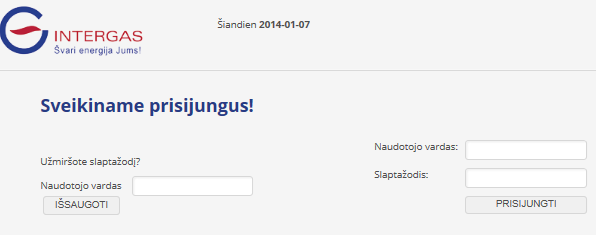 INTERGAS
Švari energija Jums!
Šiandien 2014-01-07
Sveikiname prisijungus!
Užmiršote slaptažodį?
Naudotojo vardas
IŠSAUGOTI
Naudotojo vardas:
Slaptažodis:
PRISIJUNGTI